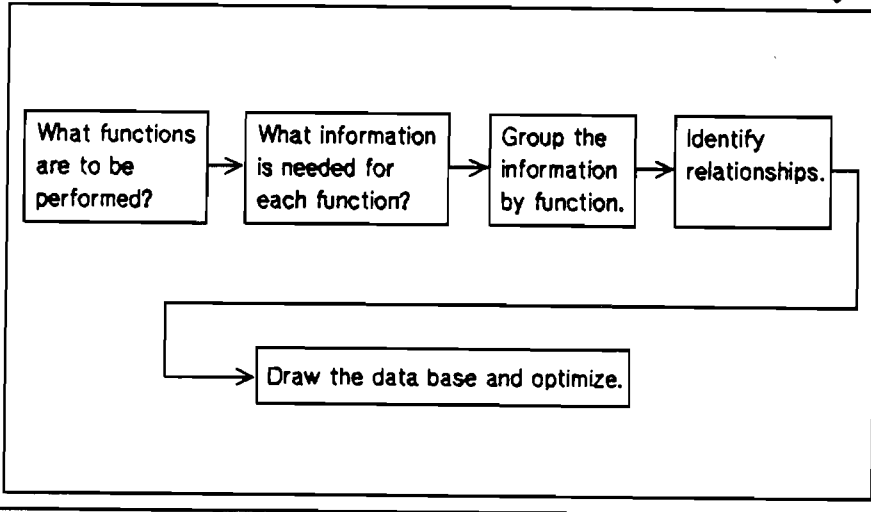 What functions
are to be
performed?
What information
is needed for
each function?
Group the
information
by function.
Identify
relationships.
Draw the data base and optimize.